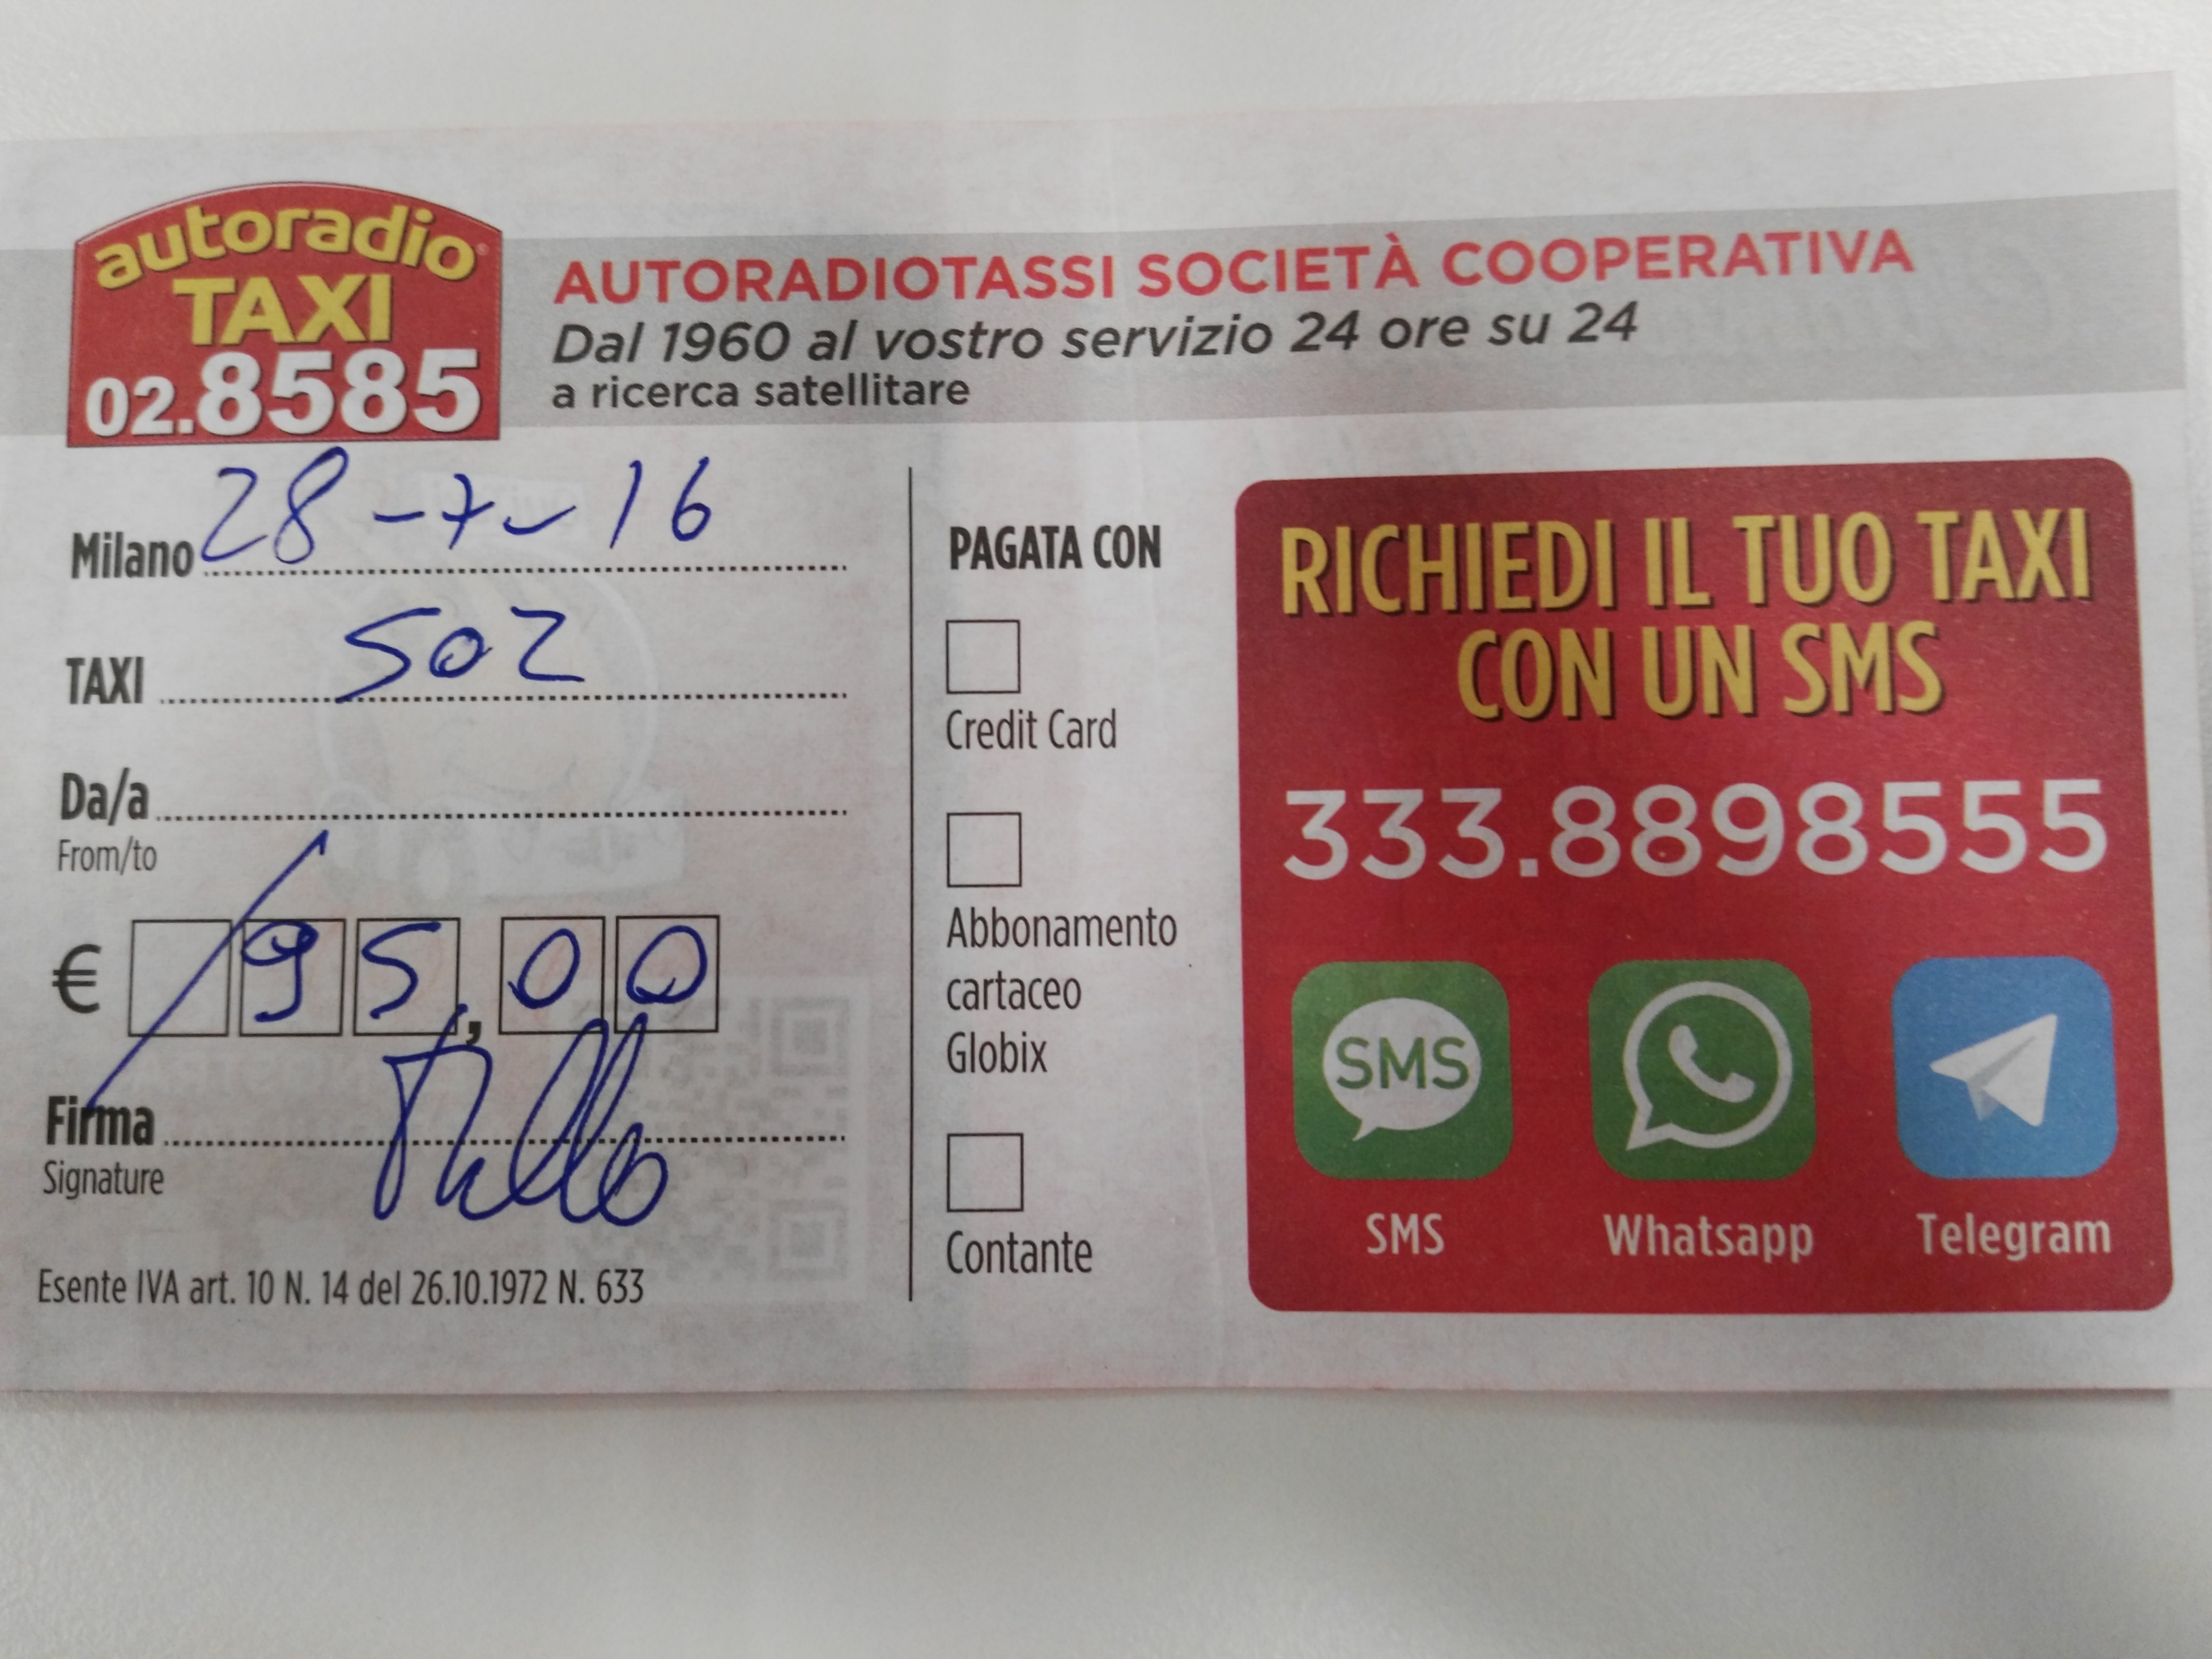 autoradio®
TAXI
02.8585
AUTORADIOTASSI SOCIETÀ COOPERATIVA
Dal 1960 al vostro servizio 24 ore su 24
a ricerca satellitare
Milano 28-7-16
TAXI 502
Da/a
From/to
€ 95,00
Firma
Signature
Esente IVA art. 10 N. 14 del 26.10.1972 N. 633
PAGATA CON
Credit Card
Abbonamento
cartaceo
Globix
Contante
RICHIEDI IL TUO TAXI
CON UN SMS
333.8898555
SMS
SMS
Whatsapp
Telegram